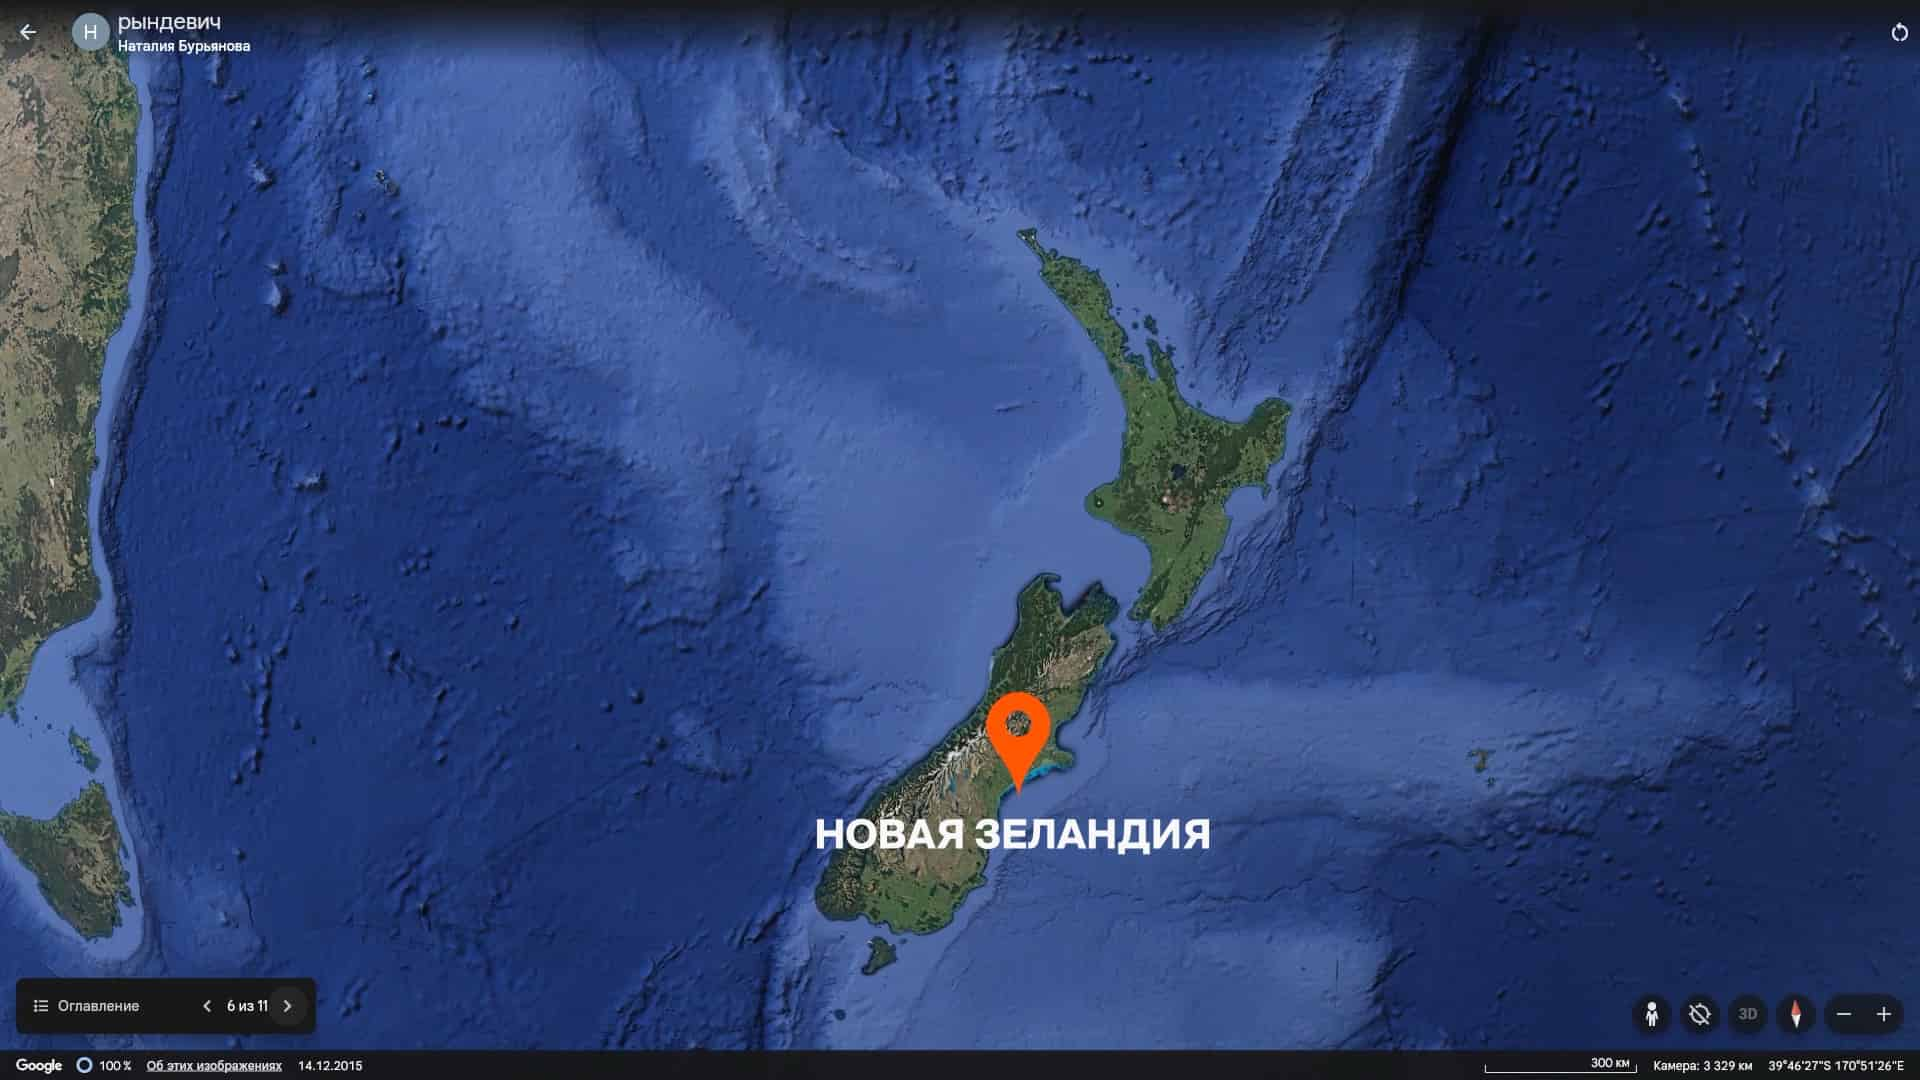 рындевич
Н
Наталия Бурьянова
НОВАЯ ЗЕЛАНДИЯ
Оглавление
6 из 11
3D
Google
100 %
Об этих изображениях
14.12.2015
300 км
Камера: 3 329 км
39°46'27"S 170°51'26"E